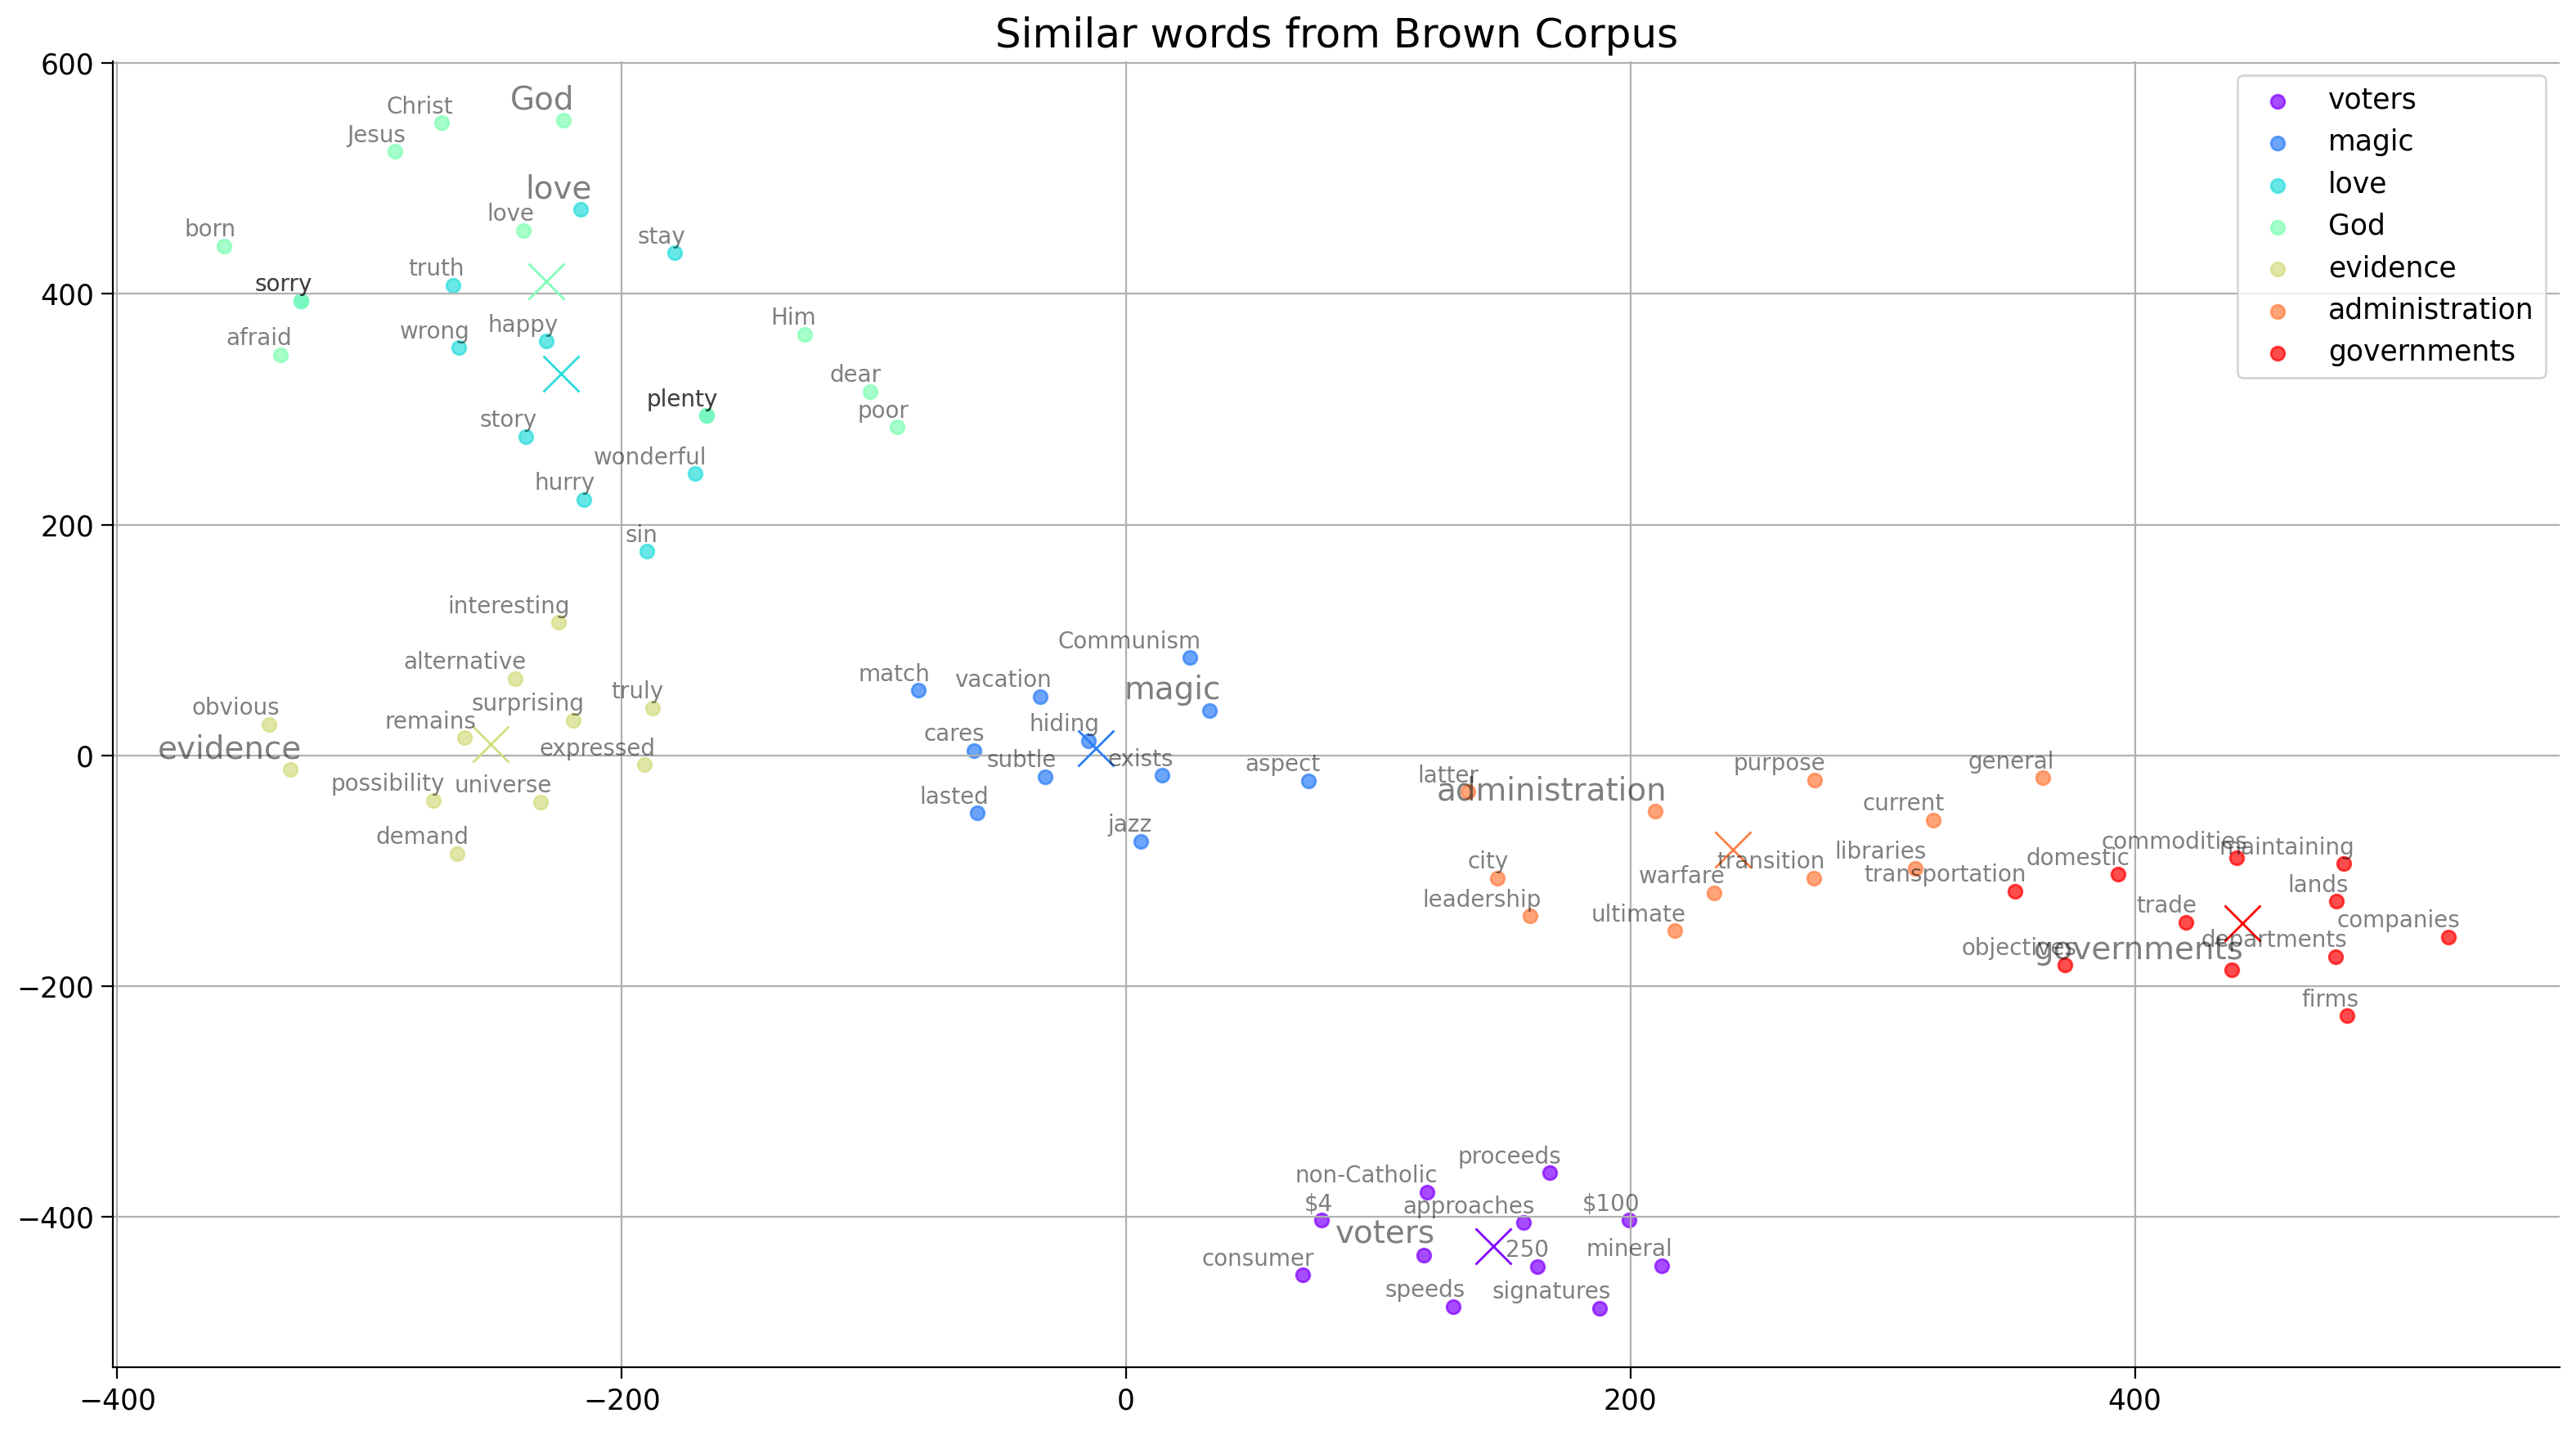 Similar words from Brown Corpus
600
400
200
0
−200
−400
−400
−200
0
200
400
voters
magic
love
God
evidence
administration
governments
God
Christ
Jesus
love
love
born
stay
truth
sorry
Him
wrong
happy
afraid
dear
plenty
poor
story
wonderful
hurry
sin
interesting
alternative
truly
surprising
obvious
remains
evidence
expressed
possibility
universe
demand
Communism
match
vacation
magic
hiding
cares
subtle
exists
aspect
lasted
jazz
latter
administration
purpose
general
current
city
transition
libraries
warfare
leadership
ultimate
commodities
maintaining
domestic
transportation
lands
trade
companies
objectives
governments
departments
firms
proceeds
non-Catholic
$4
approaches
$100
voters
250
mineral
consumer
speeds
signatures